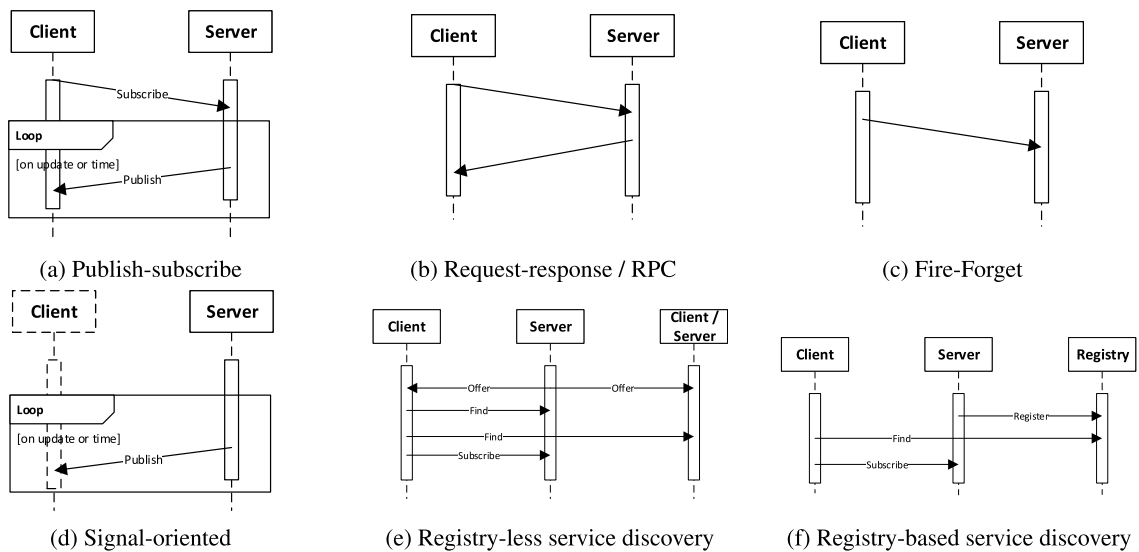 Client
Server
Subscribe
Loop
[on update or time]
Publish
(a) Publish-subscribe
Client
Server
(b) Request-response / RPC
Client
Server
(c) Fire-Forget
Client
Server
Loop
[on update or time]
Publish
(d) Signal-oriented
Client
Server
Client /
Server
Offer
Offer
Find
Find
Subscribe
(e) Registry-less service discovery
Client
Server
Registry
Register
Find
Subscribe
(f) Registry-based service discovery